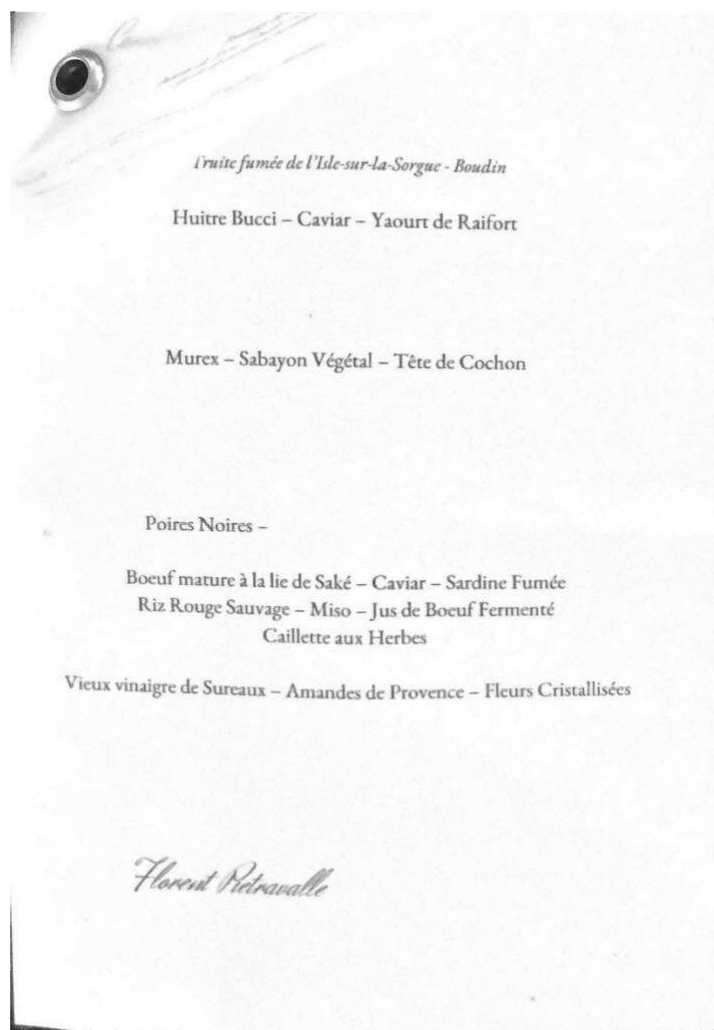 Truite fumée de l'Isle-sur-la-Sorgue - Boudin
Huitre Bucci – Caviar – Yaourt de Raifort
Murex – Sabayon Végétal – Tête de Cochon
Poires Noires –
Boeuf mature à la lie de Saké – Caviar – Sardine Fumée
Riz Rouge Sauvage – Miso – Jus de Boeuf Fermenté
Caillette aux Herbes
Vieux vinaigre de Sureaux – Amandes de Provence – Fleurs Cristallisées
Florent Pietravalle